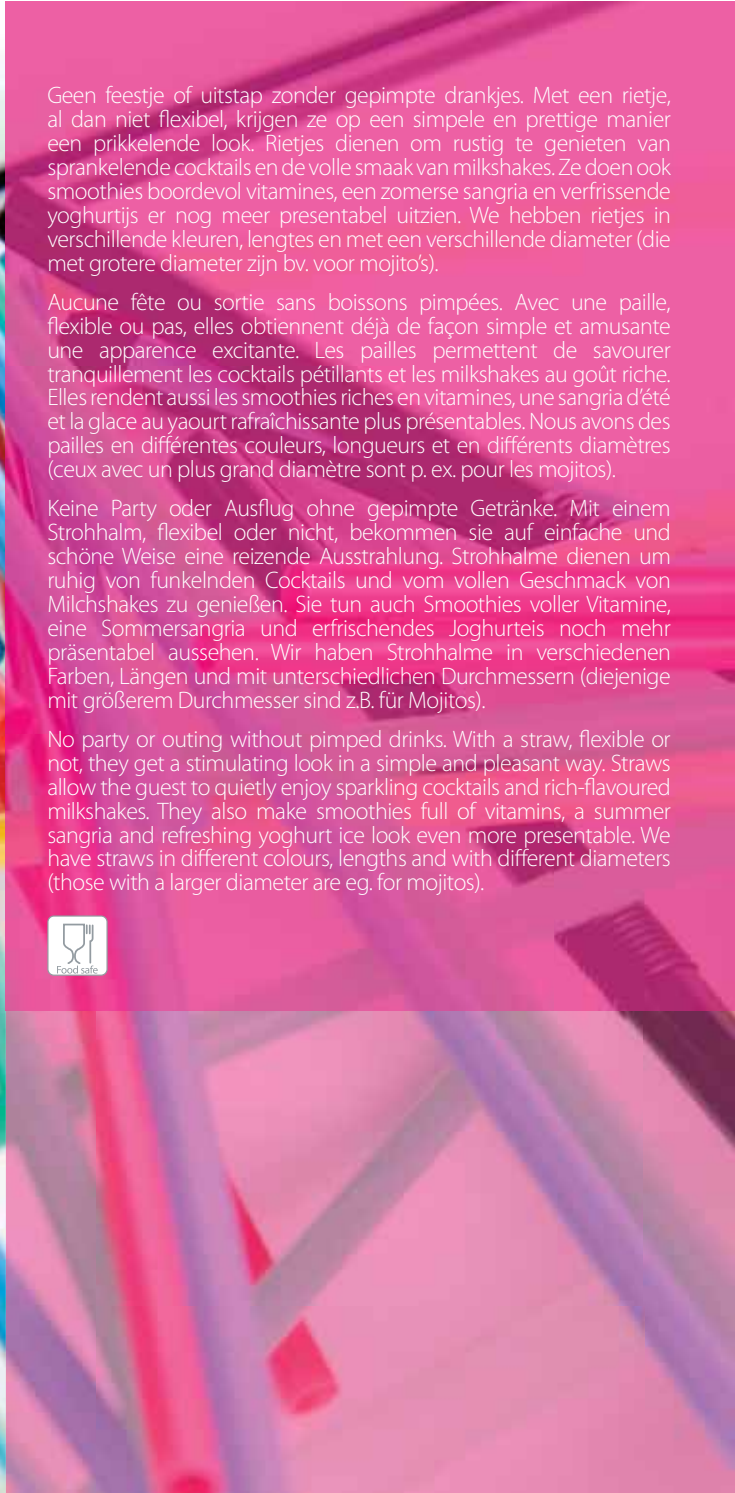 Geen feestje of uitstap zonder gepimpte drankjes. Met een rietje,
al dan niet flexibel, krijgen ze op een simpele en prettige manier
een prikkelende look. Rietjes dienen om rustig te genieten van
sprankelende cocktails en de volle smaak van milkshakes. Ze doen ook
smoothies boordevol vitamines, een zomerse sangria en verfrissende
yoghurtijs er nog meer presentabel uitzien. We hebben rietjes in
verschillende kleuren, lengtes en met een verschillende diameter (die
met grotere diameter zijn bv. voor mojito's).
Aucune fête ou sortie sans boissons pimpées. Avec une paille,
flexible ou pas, elles obtiennent déjà de façon simple et amusante
une apparence excitante. Les pailles permettent de savourer
tranquillement les cocktails pétillants et les milkshakes au goût riche.
Elles rendent aussi les smoothies riches en vitamines, une sangria d'été
et la glace au yaourt rafraîchissante plus présentables. Nous avons des
pailles en différentes couleurs, longueurs et en différents diamètres
(ceux avec un plus grand diamètre sont p. ex. pour les mojitos).
Keine Party oder Ausflug ohne gepimpte Getränke. Mit einem
Strohhalm, flexibel oder nicht, bekommen sie auf einfache und
schöne Weise eine reizende Ausstrahlung. Strohhalme dienen um
ruhig von funkelnden Cocktails und vom vollen Geschmack von
Milchshakes zu genießen. Sie tun auch Smoothies voller Vitamine,
eine Sommersangria und erfrischendes Joghurteis noch mehr
präsentabel aussehen. Wir haben Strohhalme in verschiedenen
Farben, Längen und mit unterschiedlichen Durchmessern (diejenige
mit größerem Durchmesser sind z.B. für Mojitos).
No party or outing without pimped drinks. With a straw, flexible or
not, they get a stimulating look in a simple and pleasant way. Straws
allow the guest to quietly enjoy sparkling cocktails and rich-flavoured
milkshakes. They also make smoothies full of vitamins, a summer
sangria and refreshing yoghurt ice look even more presentable. We
have straws in different colours, lengths and with different diameters
(those with a larger diameter are eg. for mojitos).
Food safe